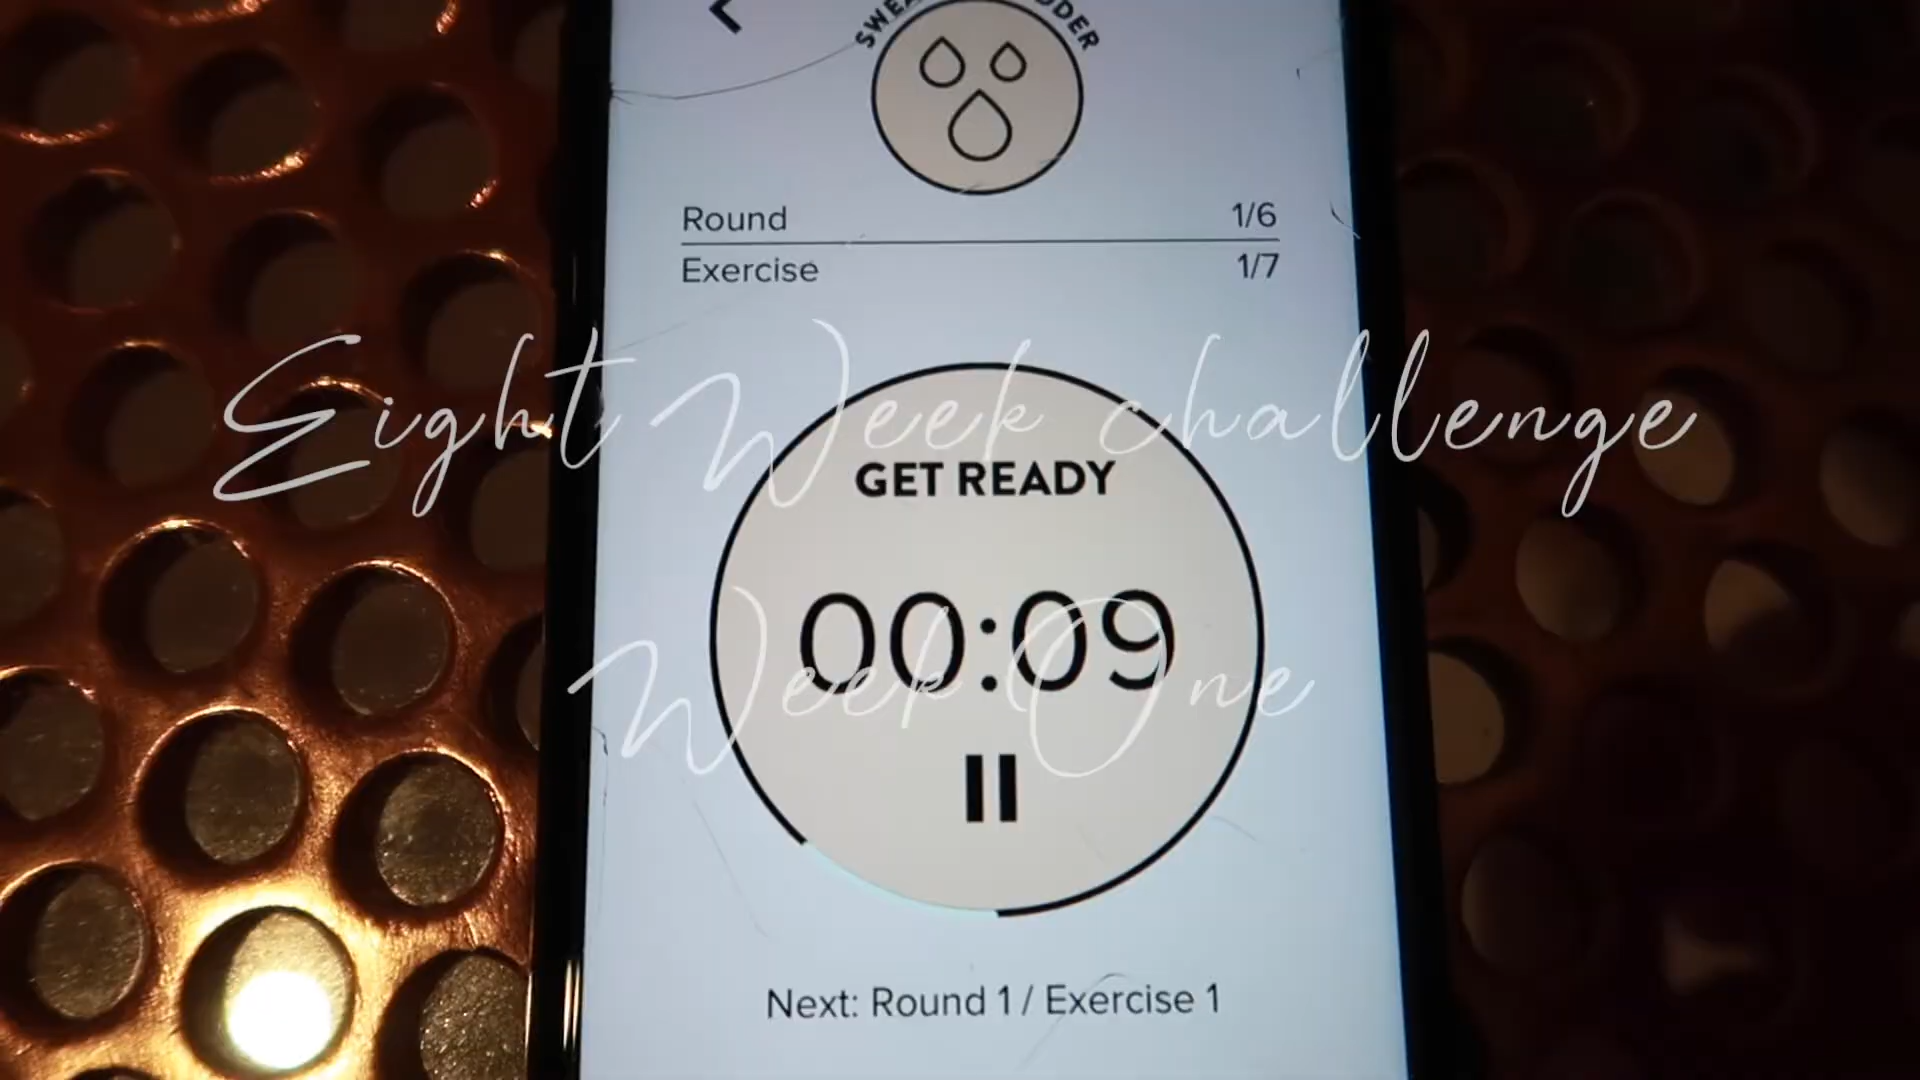 Round 1/6
Exercise 1/7
Eight Week challenge
GET READY
00:09
Week One
Next: Round 1 / Exercise 1